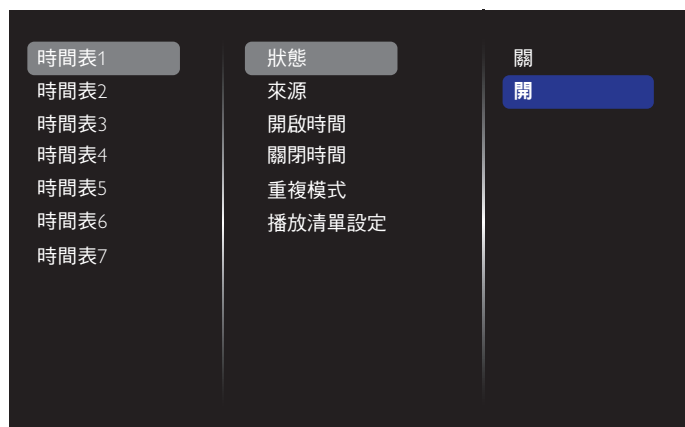 時間表1
時間表2
時間表3
時間表4
時間表5
時間表6
時間表7
狀態
來源
開啟時間
關閉時間
重複模式
播放清單設定
關
開